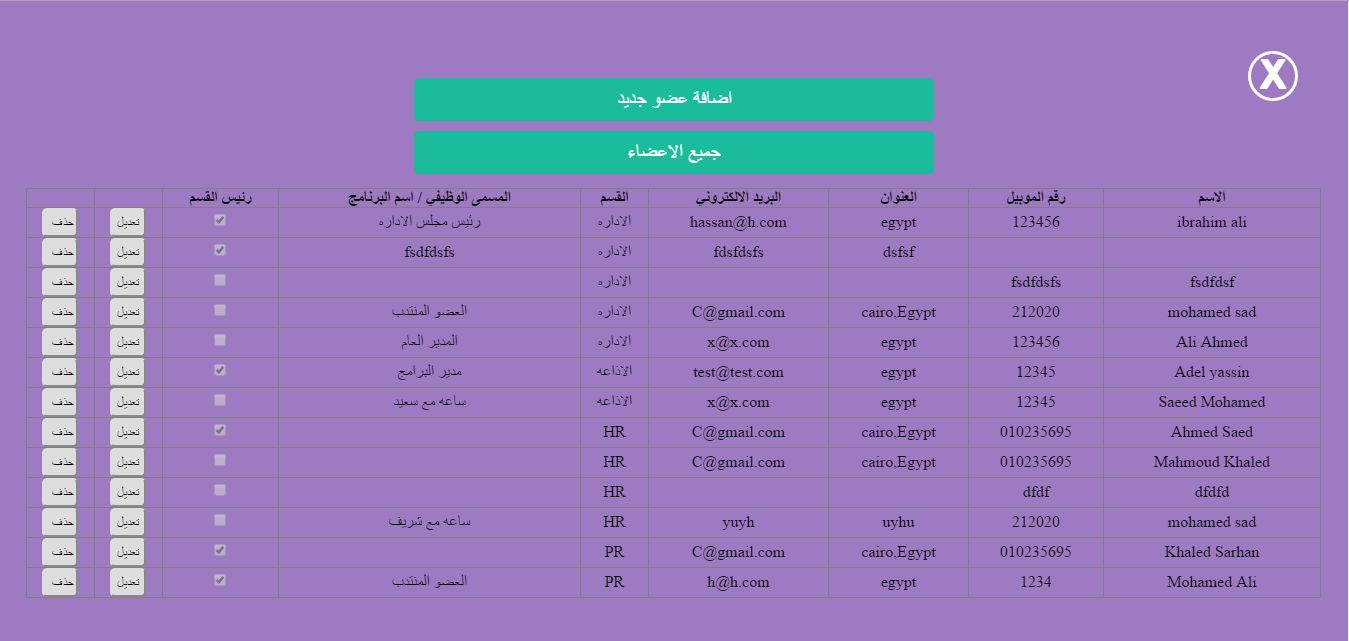 X
اضافة عضو جديد
جميع الاعضاء
الاسم رقم الموبيل العنوان البريد الالكتروني القسم المسمى الوظيفي / اسم البرنامج رئيس القسم
ibrahim ali 123456 egypt hassan@h.com الاداره رئيس مجلس الاداره تعديل حذف
dsfsf fdsfdsfs الاداره fsdfdsfs تعديل حذف
fsdfdsf fsdfdsfs الاداره تعديل حذف
mohamed sad 212020 cairo,Egypt C@gmail.com الاداره العضو المنتدب تعديل حذف
Ali Ahmed 123456 egypt x@x.com الاداره المدير العام تعديل حذف
Adel yassin 12345 egypt test@test.com الاذاعه مدير البرامج تعديل حذف
Saeed Mohamed 12345 egypt x@x.com الاذاعه ساعه مع سعيد تعديل حذف
Ahmed Saed 010235695 cairo,Egypt C@gmail.com HR تعديل حذف
Mahmoud Khaled 010235695 cairo,Egypt C@gmail.com HR تعديل حذف
dfdfd dfdf HR تعديل حذف
mohamed sad 212020 uyhu yuyh HR ساعه مع شريف تعديل حذف
Khaled Sarhan 010235695 cairo,Egypt C@gmail.com PR تعديل حذف
Mohamed Ali 1234 egypt h@h.com PR العضو المنتدب تعديل حذف